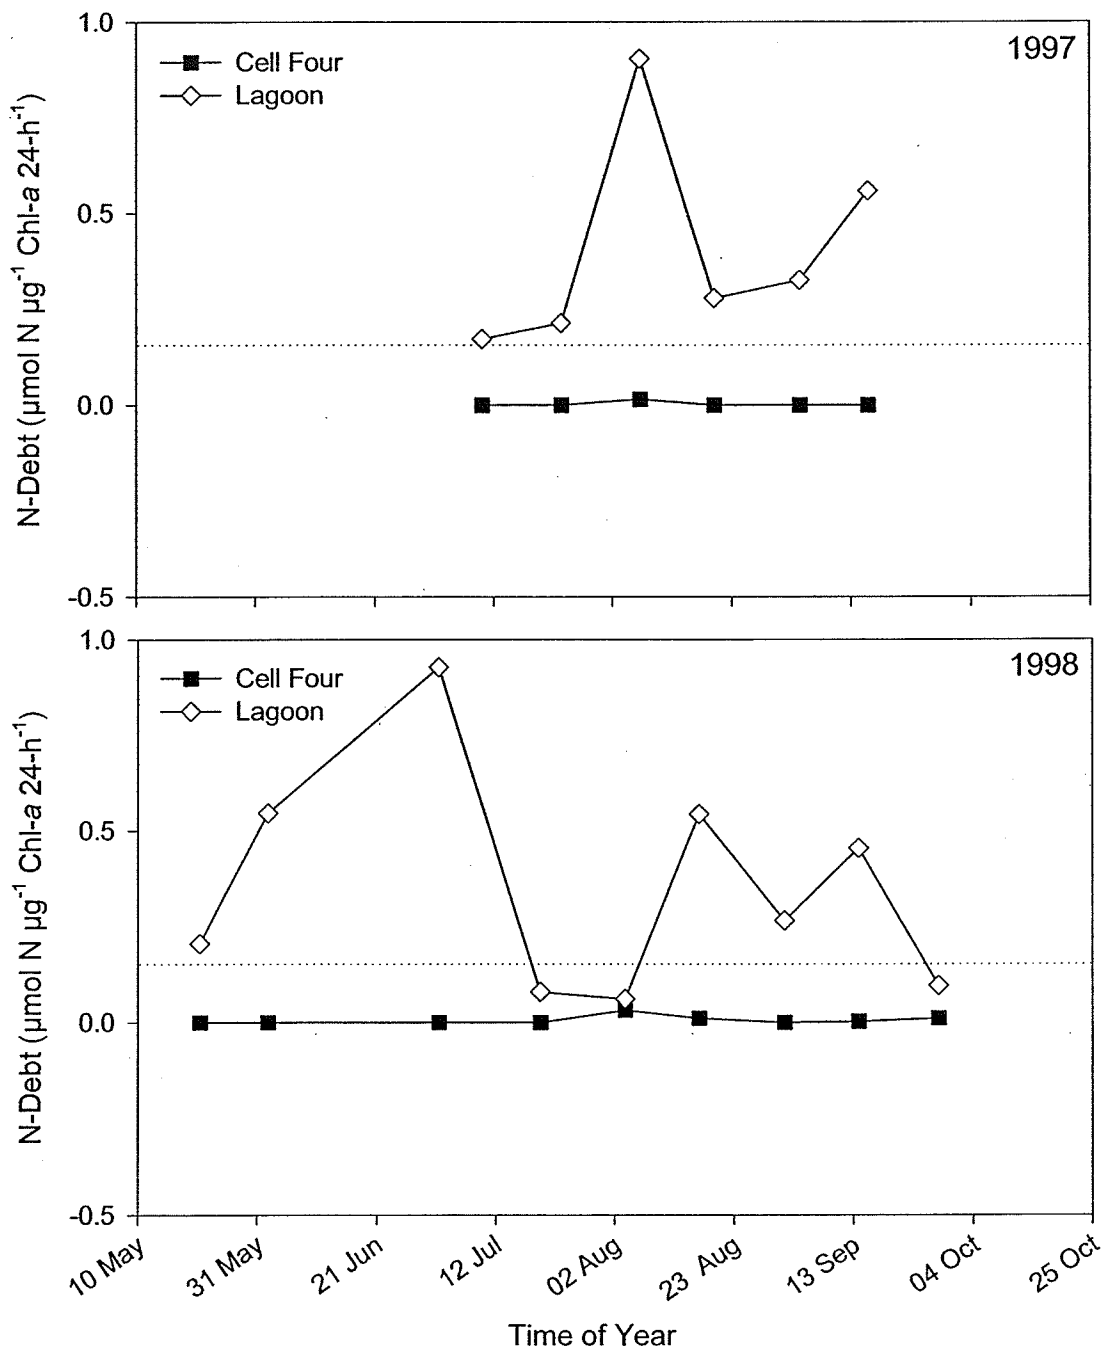 1.0
1997
Cell Four
Lagoon
0.5
0.0
-0.5
N-Debt (µmol N µg⁻¹ Chl-a 24-h⁻¹)
1.0
1998
Cell Four
Lagoon
0.5
0.0
-0.5
N-Debt (µmol N µg⁻¹ Chl-a 24-h⁻¹)
10 May
31 May
21 Jun
12 Jul
02 Aug
23 Aug
13 Sep
04 Oct
25 Oct
Time of Year